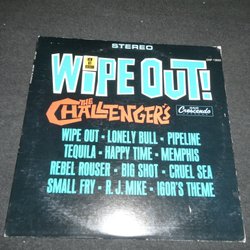 STEREO
WIPE OUT!
THE
CHALLENGER'S
Crescendo
WIPE OUT - LONELY BULL - PIPELINE
TEQUILA - HAPPY TIME - MEMPHIS
REBEL ROUSER - BIG SHOT - CRUEL SEA
SMALL FRY - R. J. MIKE - IGOR'S THEME